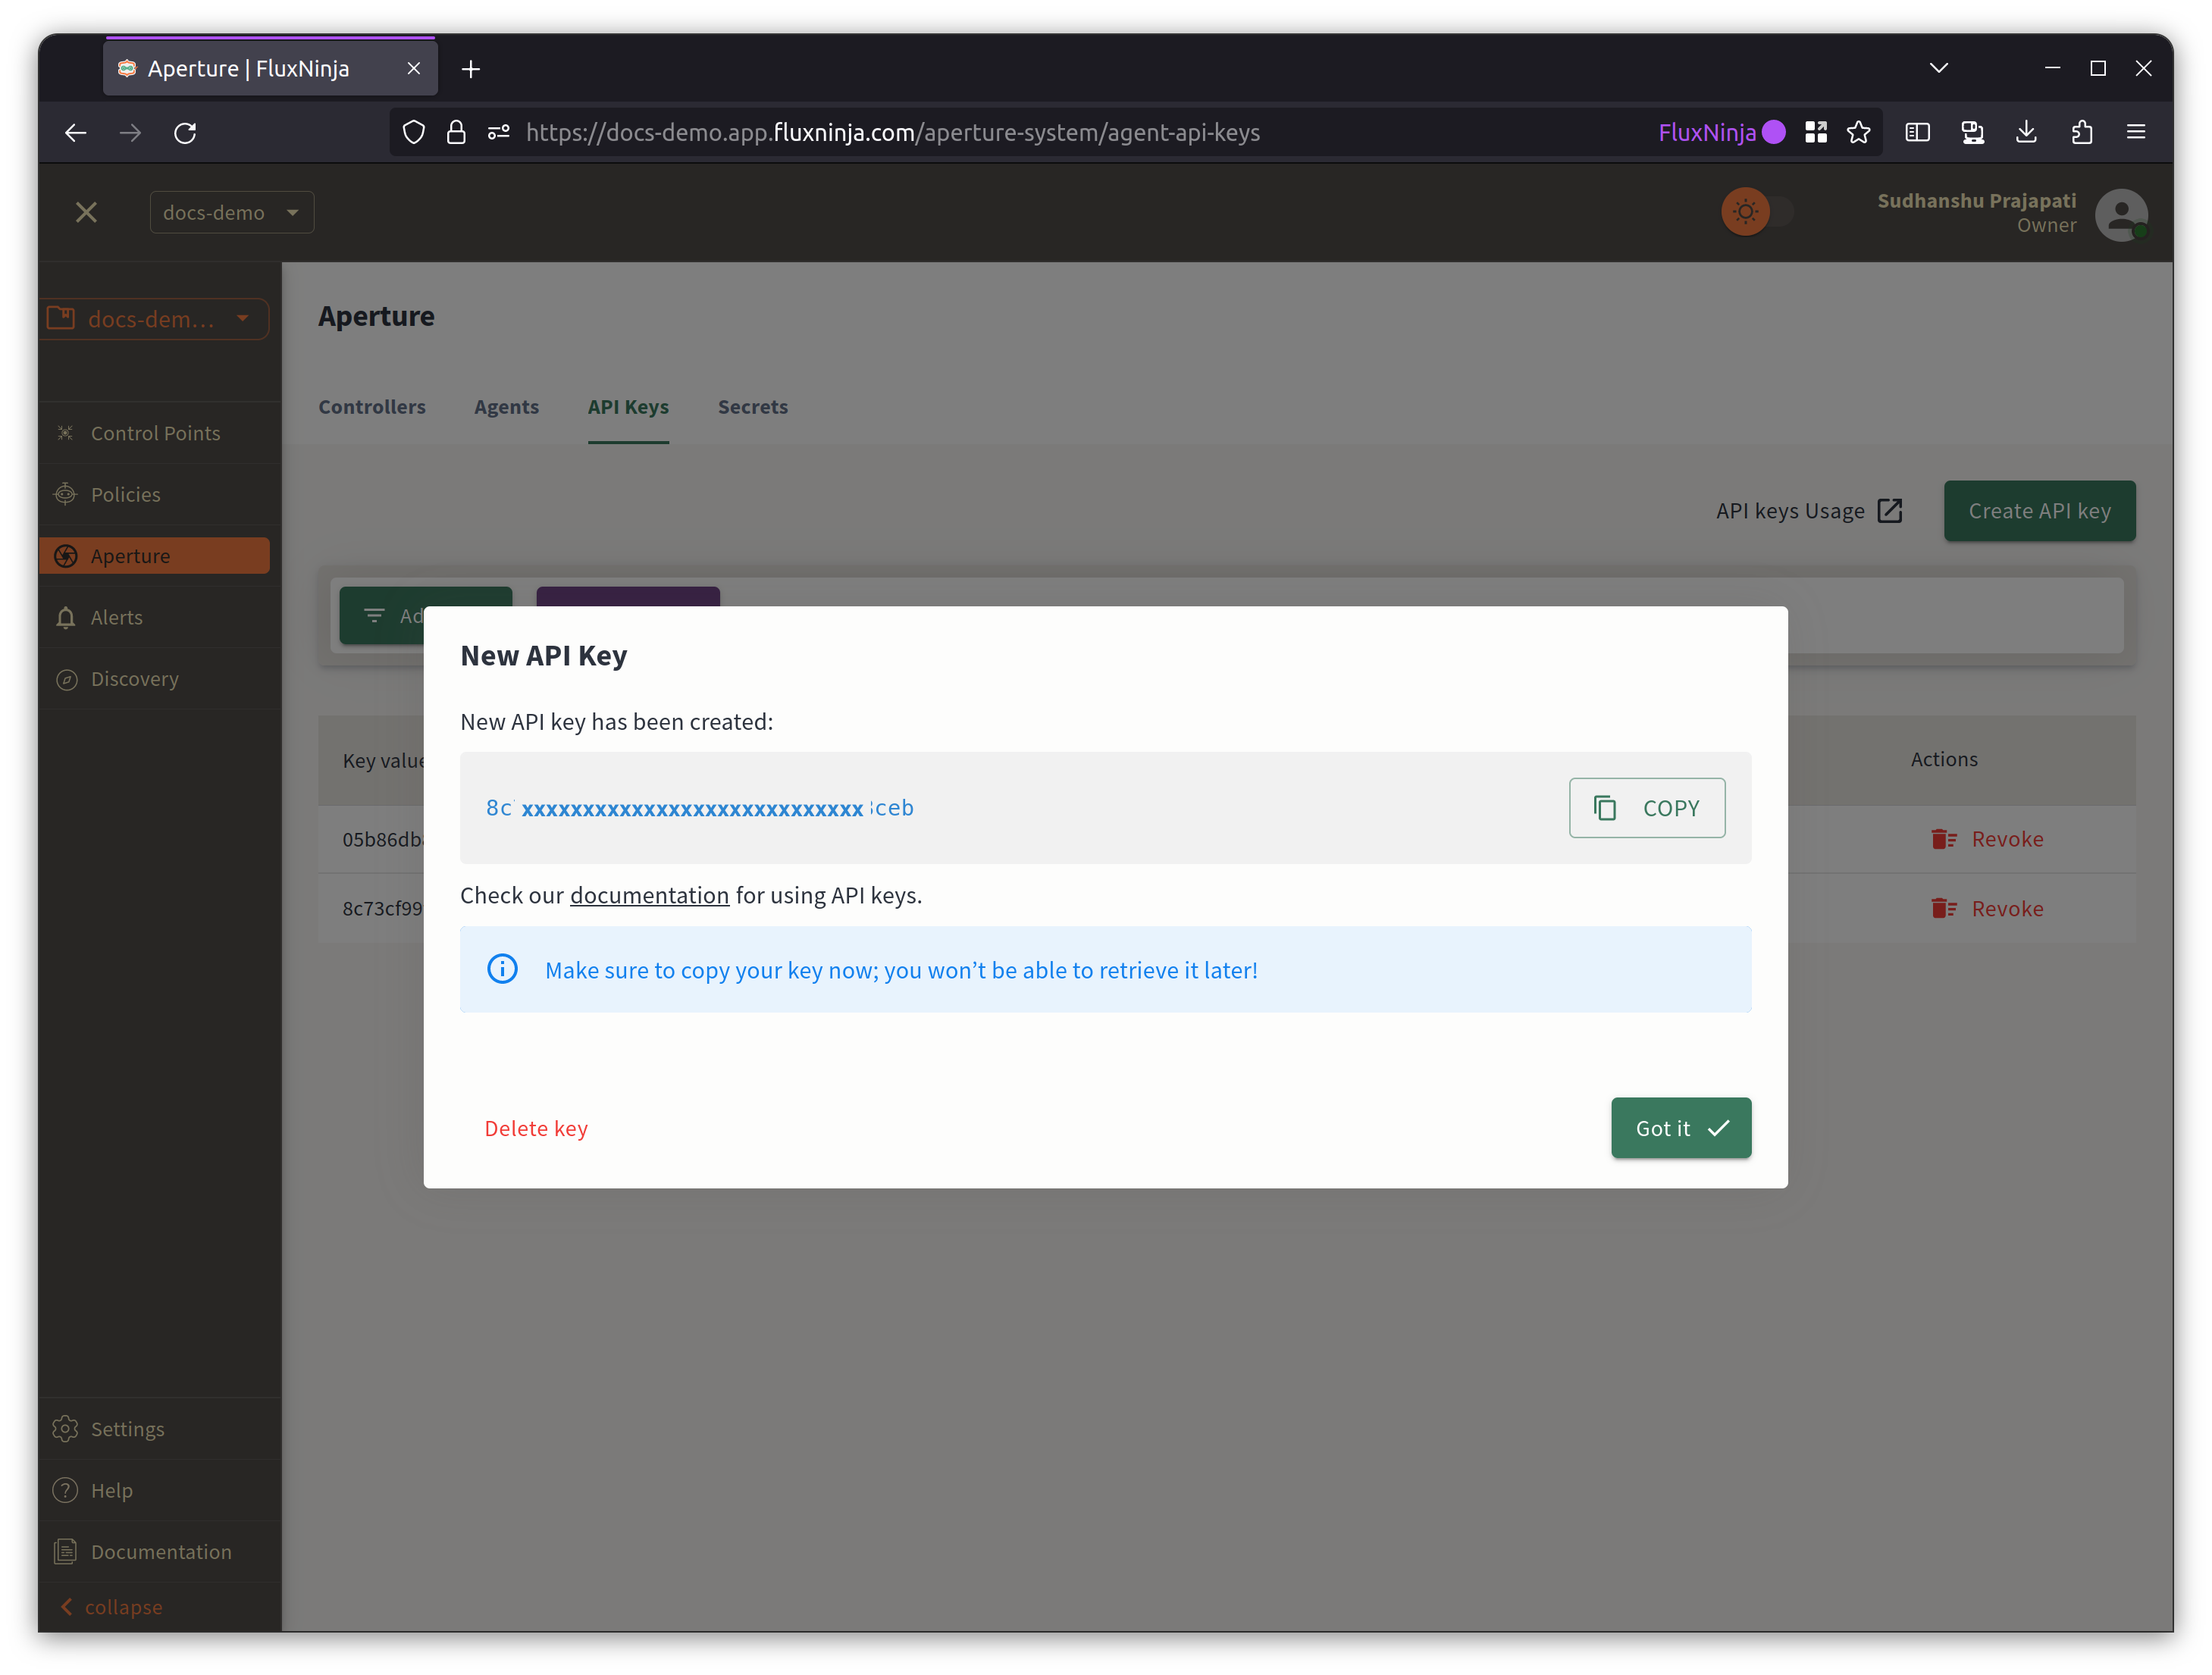 Aperture | FluxNinja
https://docs-demo.app.fluxninja.com/aperture-system/agent-api-keys
FluxNinja
docs-demo
Sudhanshu Prajapati
Owner
docs-dem...
Aperture
Controllers Agents API Keys Secrets
Control Points
Policies
Aperture
Alerts
Discovery
API keys Usage
Create API key
New API Key
New API key has been created:
8c xxxxxxxxxxxxxxxxxxxxxxxxxxxx ceb
COPY
Check our documentation for using API keys.
Make sure to copy your key now; you won’t be able to retrieve it later!
Delete key
Got it
Key value
Actions
05b86db
Revoke
8c73cf99
Revoke
Settings
Help
Documentation
collapse